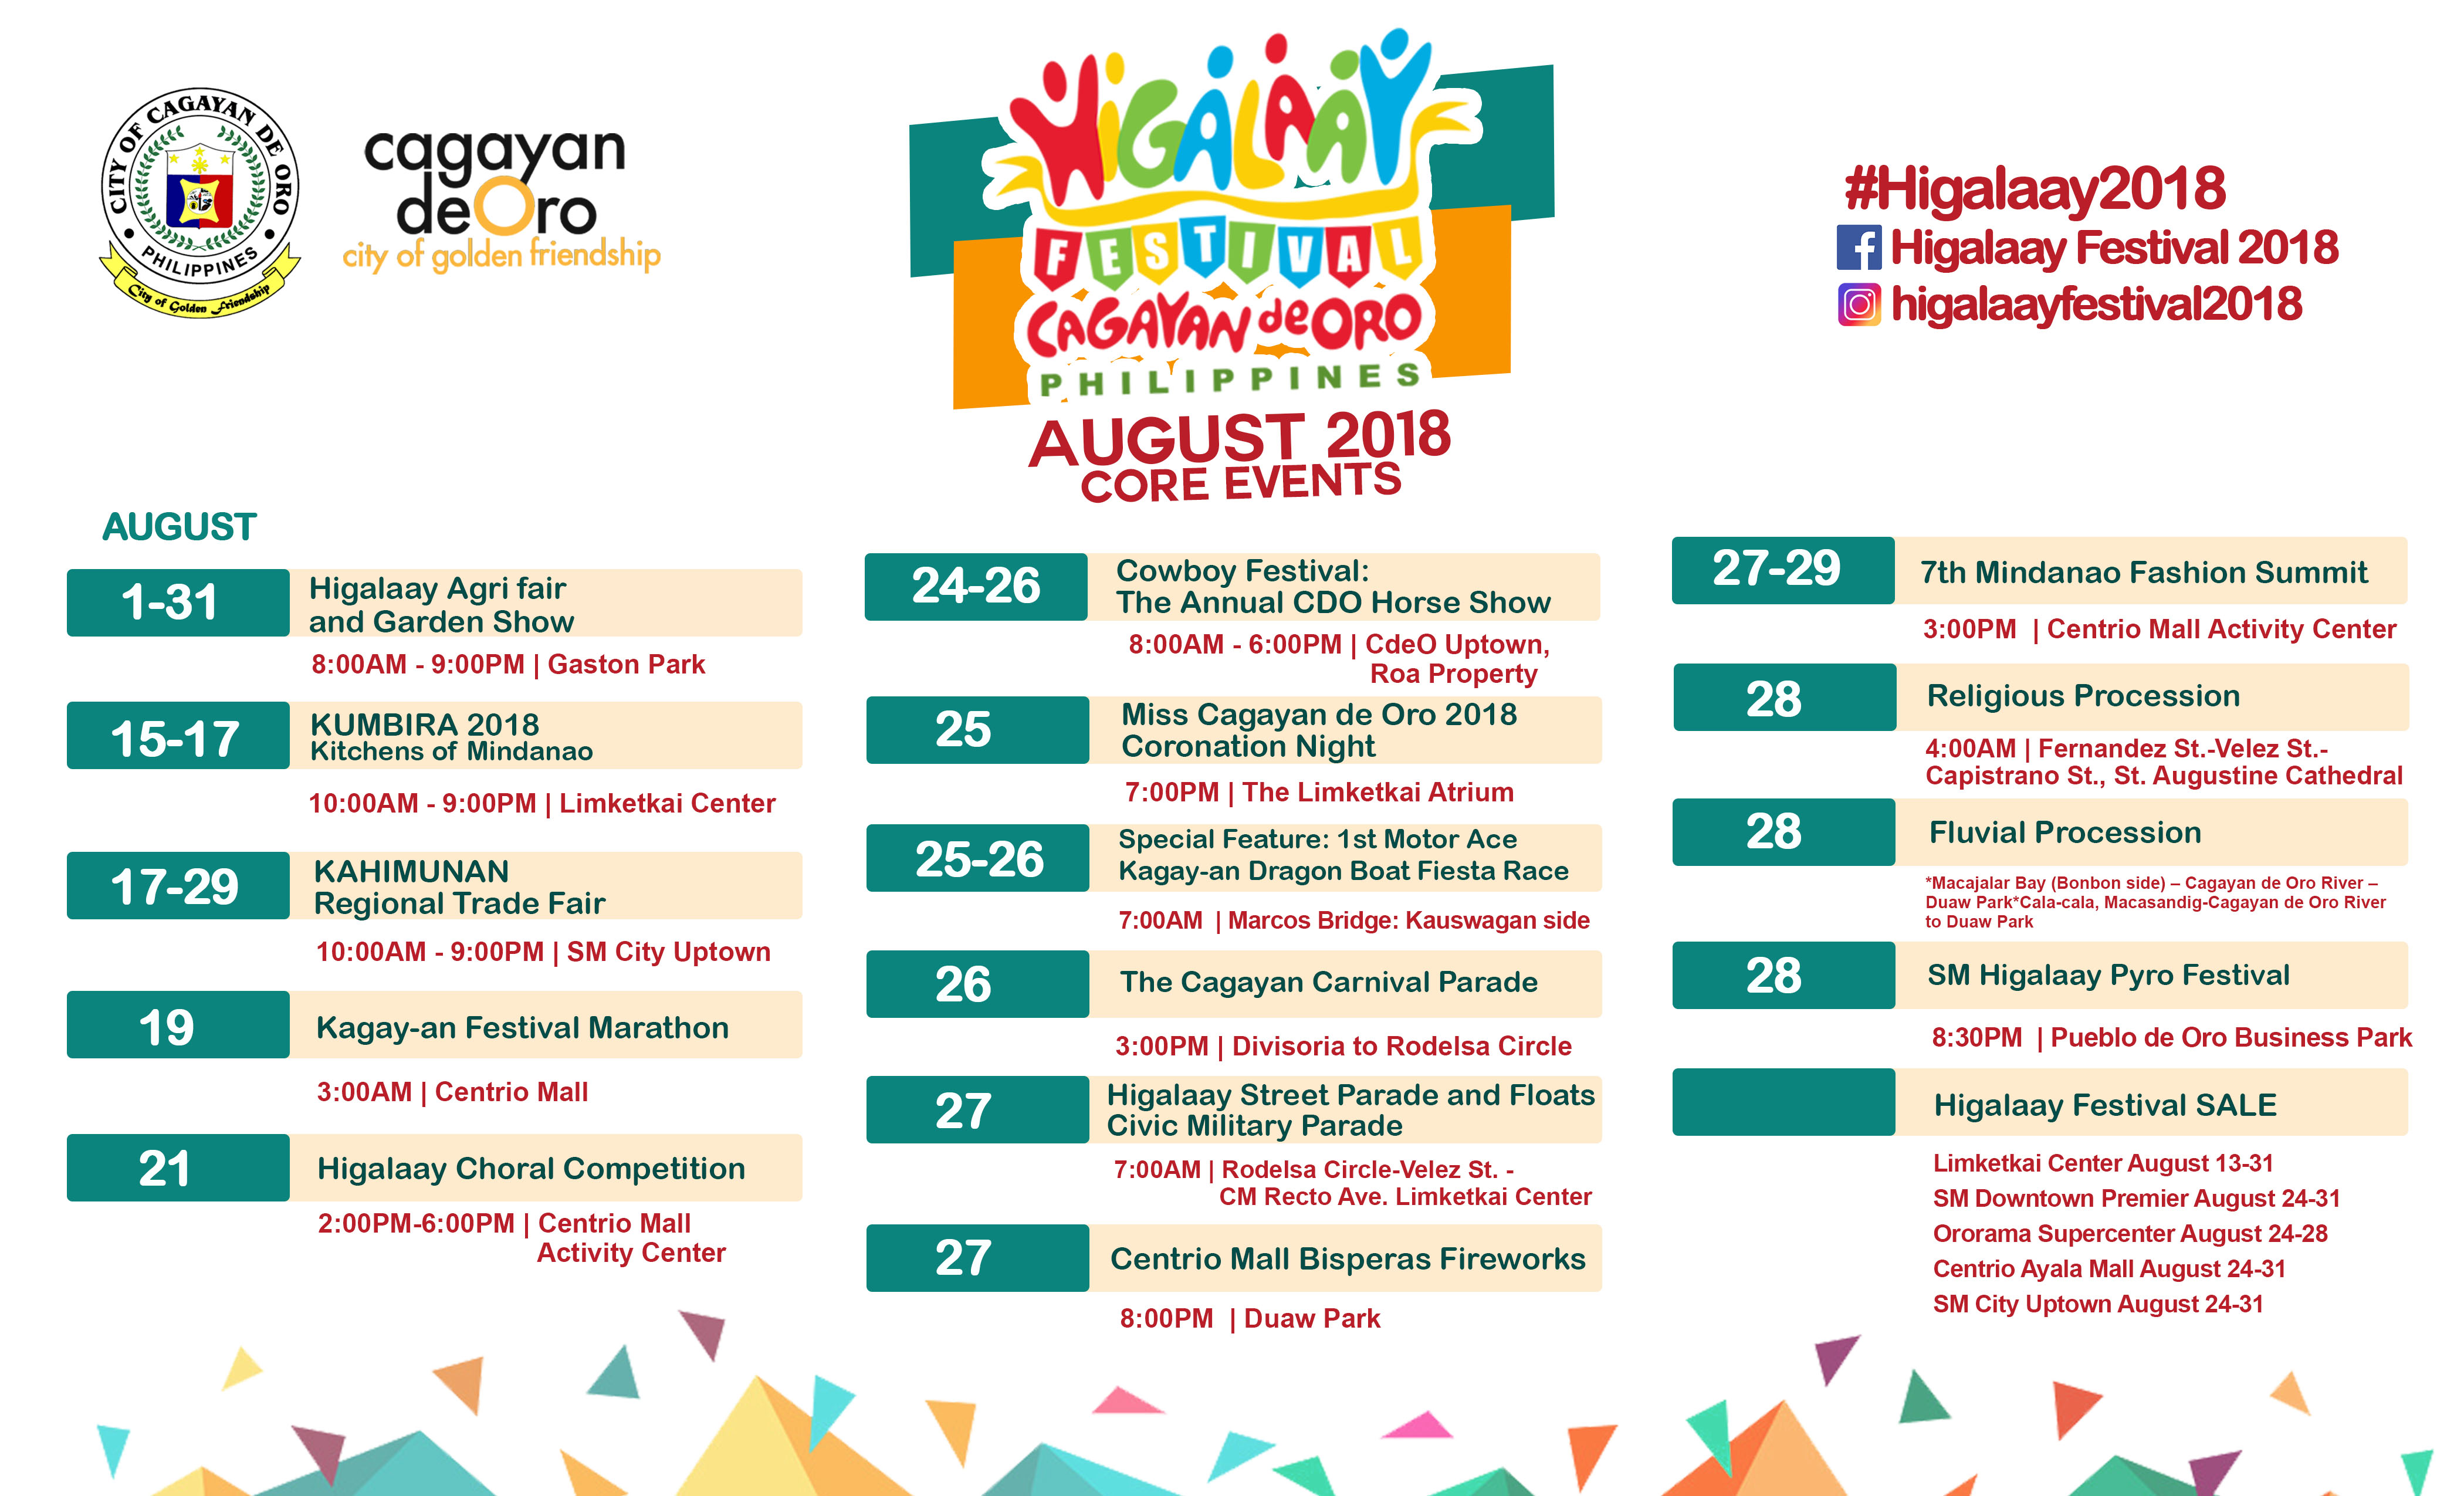 CITY OF CAGAYAN DE ORO
PHILIPPINES
City of Golden Friendship
cagayan
deOro
city of golden friendship
HiGALAAY
FESTIVAL
CAGAYAN deORO
PHILIPPINES
AUGUST 2018
CORE EVENTS
#Higalaay2018
Higalaay Festival 2018
higalaayfestival2018
AUGUST
1-31
Higalaay Agri fair
and Garden Show
8:00AM - 9:00PM | Gaston Park
15-17
KUMBIRA 2018
Kitchens of Mindanao
10:00AM - 9:00PM | Limketkai Center
17-29
KAHIMUNAN
Regional Trade Fair
10:00AM - 9:00PM | SM City Uptown
19
Kagay-an Festival Marathon
3:00AM | Centrio Mall
21
Higalaay Choral Competition
2:00PM-6:00PM | Centrio Mall
Activity Center
24-26
Cowboy Festival:
The Annual CDO Horse Show
8:00AM - 6:00PM | CdeO Uptown,
Roa Property
25
Miss Cagayan de Oro 2018
Coronation Night
7:00PM | The Limketkai Atrium
25-26
Special Feature: 1st Motor Ace
Kagay-an Dragon Boat Fiesta Race
7:00AM | Marcos Bridge: Kauswagan side
26
The Cagayan Carnival Parade
3:00PM | Divisoria to Rodelsa Circle
27
Higalaay Street Parade and Floats
Civic Military Parade
7:00AM | Rodelsa Circle-Velez St. -
CM Recto Ave. Limketkai Center
27
Centrio Mall Bisperas Fireworks
8:00PM | Duaw Park
27-29
7th Mindanao Fashion Summit
3:00PM | Centrio Mall Activity Center
28
Religious Procession
4:00AM | Fernandez St.-Velez St.-
Capistrano St., St. Augustine Cathedral
28
Fluvial Procession
*Macajalar Bay (Bonbon side) – Cagayan de Oro River –
Duaw Park*Cala-cala, Macasandig-Cagayan de Oro River
to Duaw Park
28
SM Higalaay Pyro Festival
8:30PM | Pueblo de Oro Business Park
Higalaay Festival SALE
Limketkai Center August 13-31
SM Downtown Premier August 24-31
Ororama Supercenter August 24-28
Centrio Ayala Mall August 24-31
SM City Uptown August 24-31